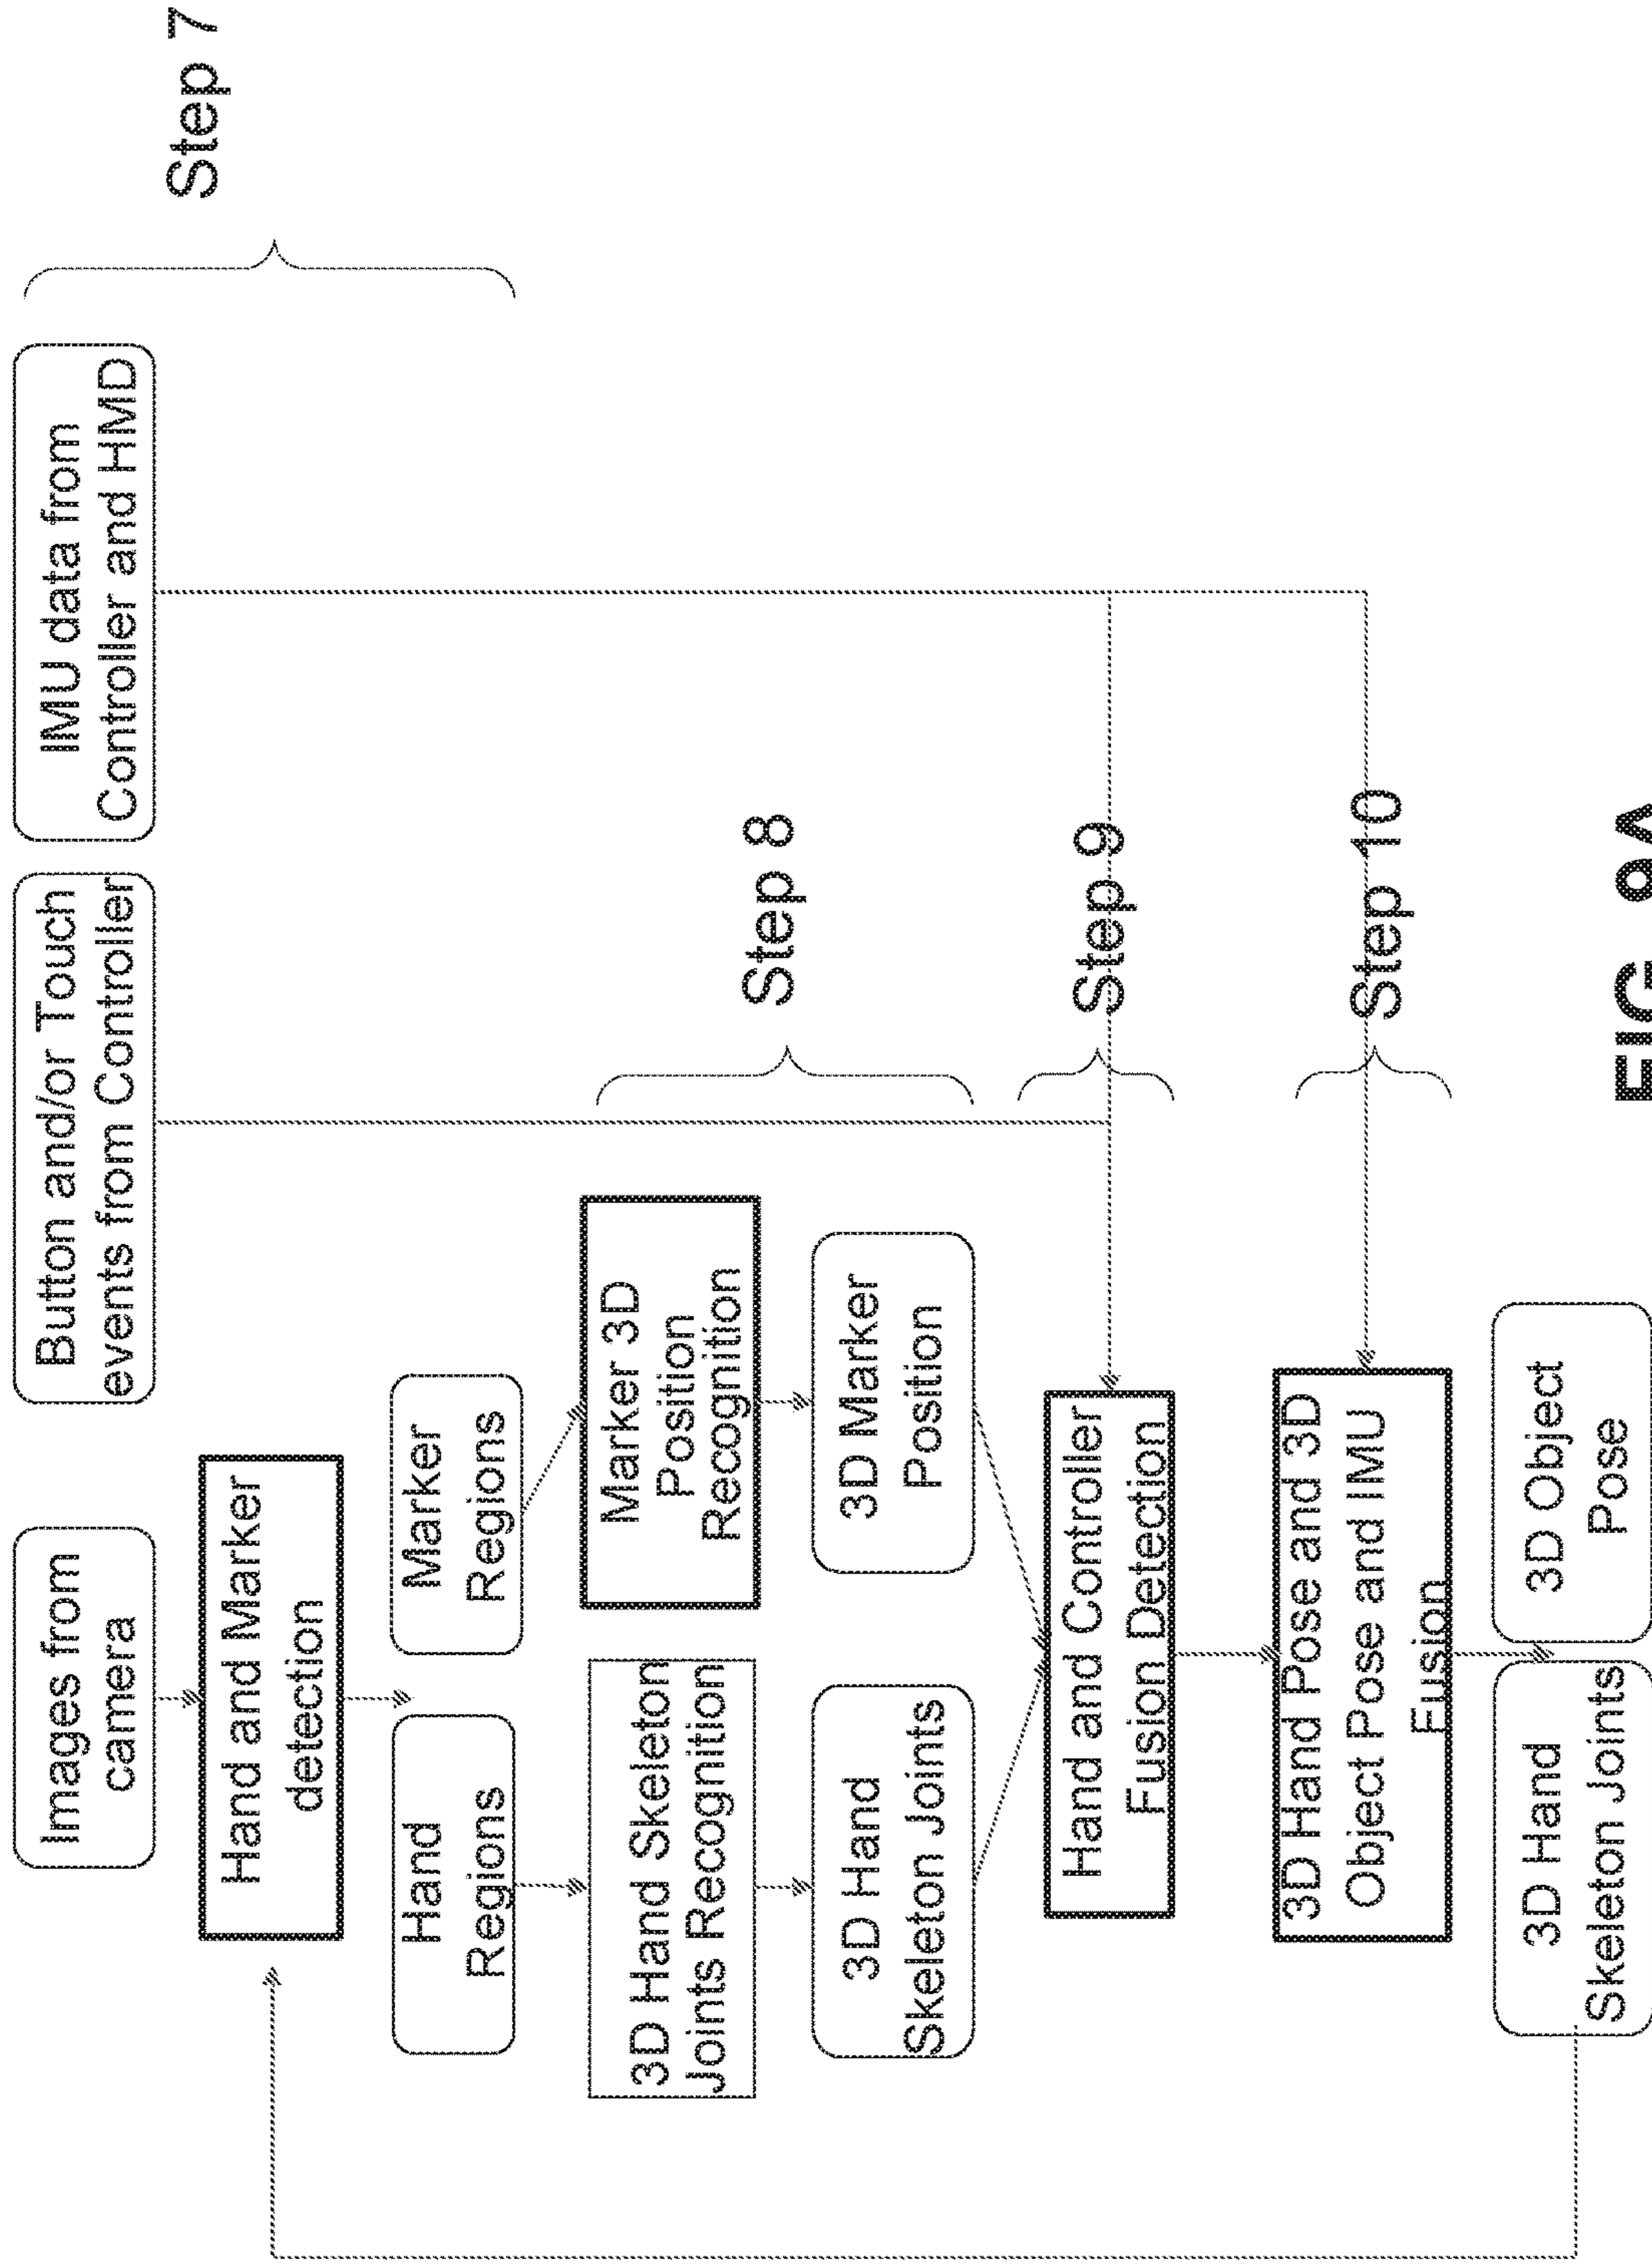 Images from
camera
Button and/or Touch
events from Controller
IMU data from
Controller and HMD
Step 7
Hand and Marker
detection
Hand
Regions
Marker
Regions
3D Hand Skeleton
Joints Recognition
Marker 3D
Position
Recognition
Step 8
3D Hand
Skeleton Joints
3D Marker
Position
Hand and Controller
Fusion Detection
Step 9
3D Hand Pose and 3D
Object Pose and IMU
Fusion
Step 10
3D Hand
Skeleton Joints
3D Object
Pose
FIG.